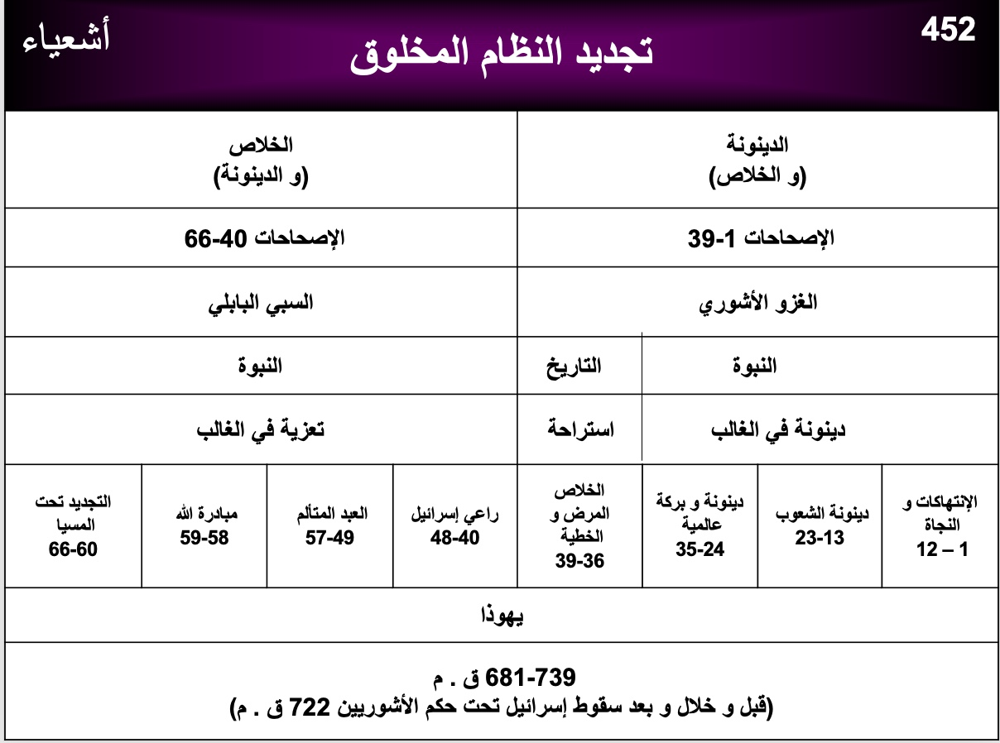 452
تجديد النظام المخلوق
أشعياء
الدينونة
(و الخلاص)
الخلاص
(و الدينونة)
الإصحاحات 1-39
الإصحاحات 40-66
الغزو الأشوري
السبي البابلي
النبوة
التاريخ
النبوة
دينونة في الغالب
استراحة
تعزية في الغالب
الإنتهاكات و
النجاة
1 – 12
دينونة الشعوب
13-23
دينونة و بركة
عالمية
24-35
الخلاص
المرض و
الخطية
36-39
راعي إسرائيل
40-48
العبد المتألم
49-57
مبادرة الله
58-59
التجديد تحت
المسيا
60-66
يهوذا
739-681 ق . م
(قبل و خلال و بعد سقوط إسرائيل تحت حكم الأشوريين 722 ق . م)